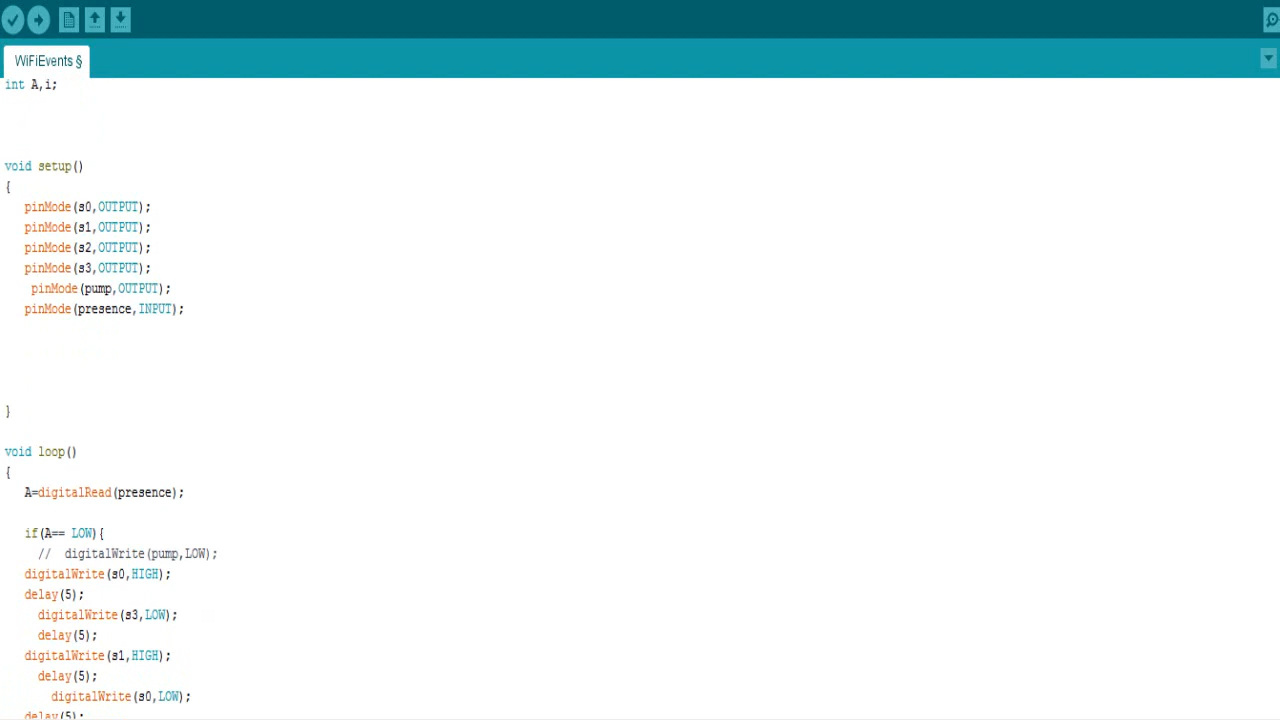 WiFiEvents §
int A,i;
void setup()
{
pinMode(s0,OUTPUT);
pinMode(s1,OUTPUT);
pinMode(s2,OUTPUT);
pinMode(s3,OUTPUT);
pinMode(pump,OUTPUT);
pinMode(presence,INPUT);
}
void loop()
{
A=digitalRead(presence);
if(A== LOW){
//  digitalWrite(pump,LOW);
digitalWrite(s0,HIGH);
delay(5);
digitalWrite(s3,LOW);
delay(5);
digitalWrite(s1,HIGH);
delay(5);
digitalWrite(s0,LOW);
delay(5);